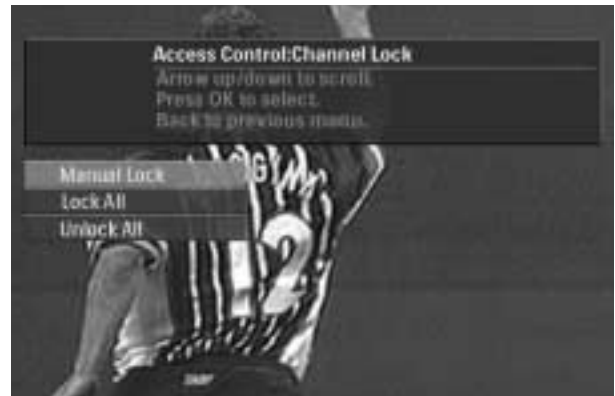 Access Control:Channel Lock
Arrow up/down to scroll.
Press OK to select.
Back to previous menu.
Manual Lock
Lock All
Unlock All
2